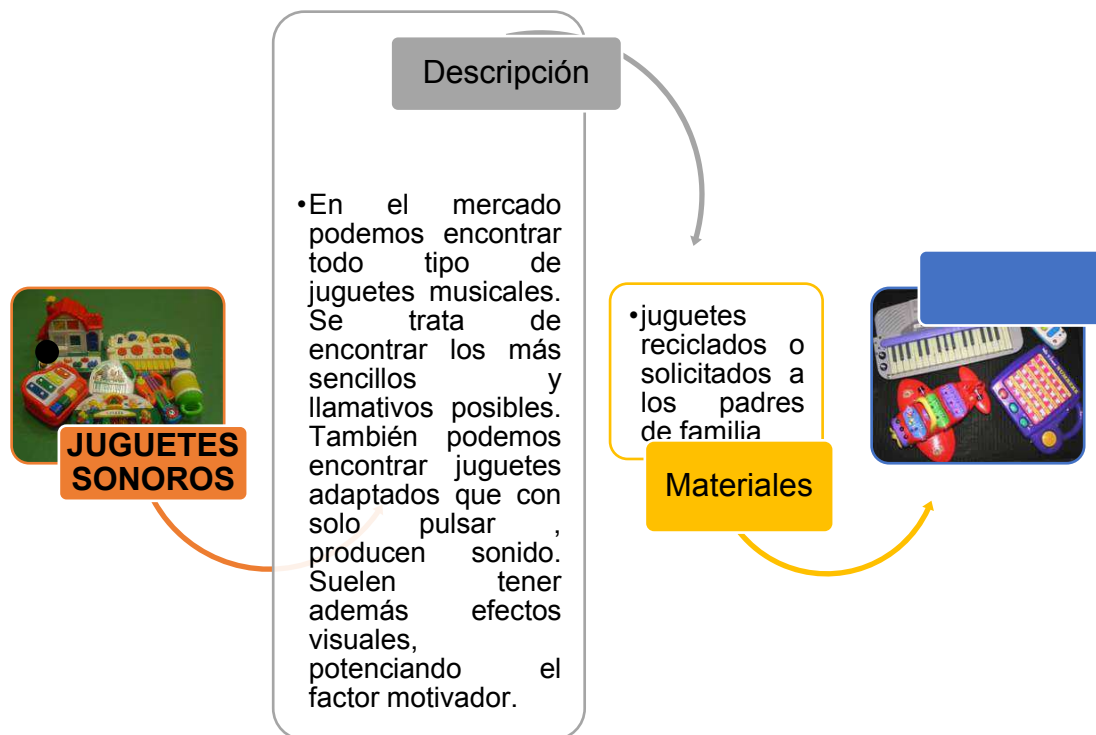 JUGUETES
SONOROS
Descripción
•En el mercado
podemos encontrar
todo tipo de
juguetes musicales.
Se trata de
encontrar los más
sencillos y
llamativos posibles.
También podemos
encontrar juguetes
adaptados que con
solo pulsar ,
producen sonido.
Suelen tener
además efectos
visuales,
potenciando el
factor motivador.
•juguetes
reciclados o
solicitados a
los padres
de familia
Materiales